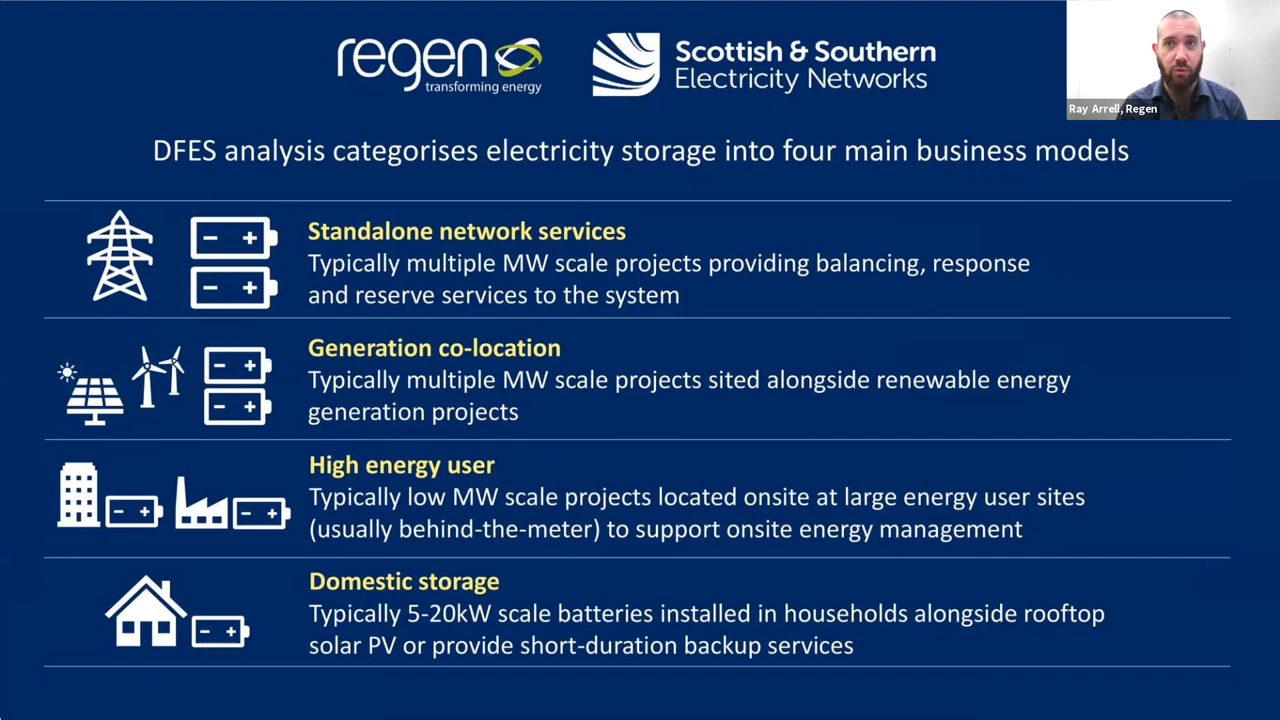 regen
transforming energy
Scottish & Southern
Electricity Networks
Ray Arrell, Regen
DFES analysis categorises electricity storage into four main business models
Standalone network services
Typically multiple MW scale projects providing balancing, response
and reserve services to the system
Generation co-location
Typically multiple MW scale projects sited alongside renewable energy
generation projects
High energy user
Typically low MW scale projects located onsite at large energy user sites
(usually behind-the-meter) to support onsite energy management
Domestic storage
Typically 5-20kW scale batteries installed in households alongside rooftop
solar PV or provide short-duration backup services